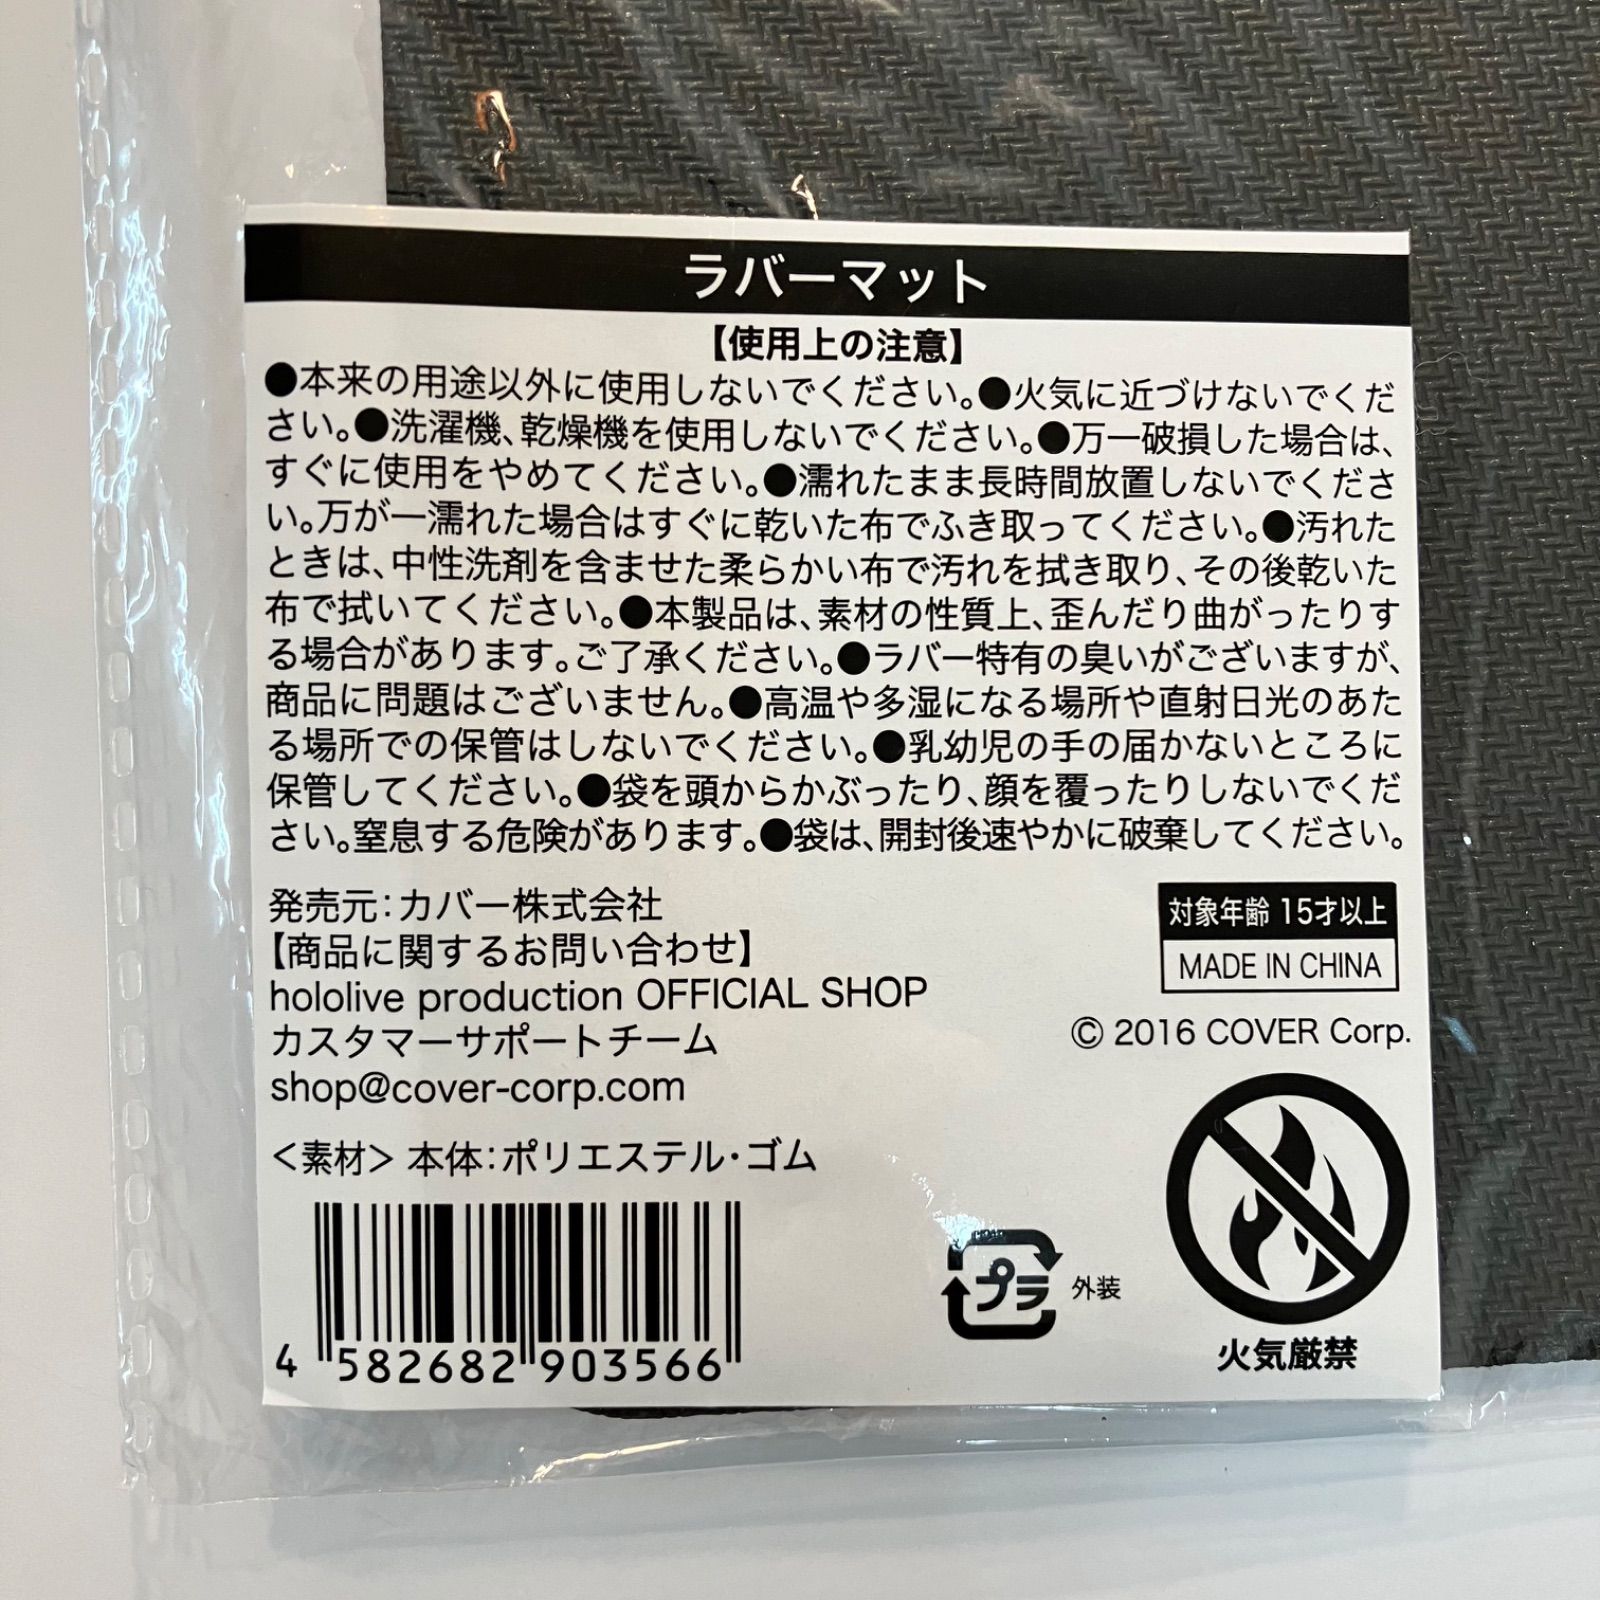 ラバーマット
【使用上の注意】
●本来の用途以外に使用しないでください。●火気に近づけないでくだ
さい。●洗濯機、乾燥機を使用しないでください。●万一破損した場合は、
すぐに使用をやめてください。●濡れたまま長時間放置しないでくださ
い。万が一濡れた場合はすぐに乾いた布でふき取ってください。●汚れた
ときは、中性洗剤を含ませた柔らかい布で汚れを拭き取り、その後乾いた
布で拭いてください。●本製品は、素材の性質上、歪んだり曲がったりす
る場合があります。ご了承ください。●ラバー特有の臭いがございますが、
商品に問題はございません。●高温や多湿になる場所や直射日光のあた
る場所での保管はしないでください。●乳幼児の手の届かないところに
保管してください。●袋を頭からかぶったり、顔を覆ったりしないでくだ
さい。窒息する危険があります。●袋は、開封後速やかに破棄してください。
発売元：カバー株式会社
【商品に関するお問い合わせ】
hololive production OFFICIAL SHOP
カスタマーサポートチーム
shop@cover-corp.com
対象年齢 15才以上
MADE IN CHINA
© 2016 COVER Corp.
＜素材＞ 本体：ポリエステル・ゴム
プラ 外装
火気厳禁
4 582682 903566